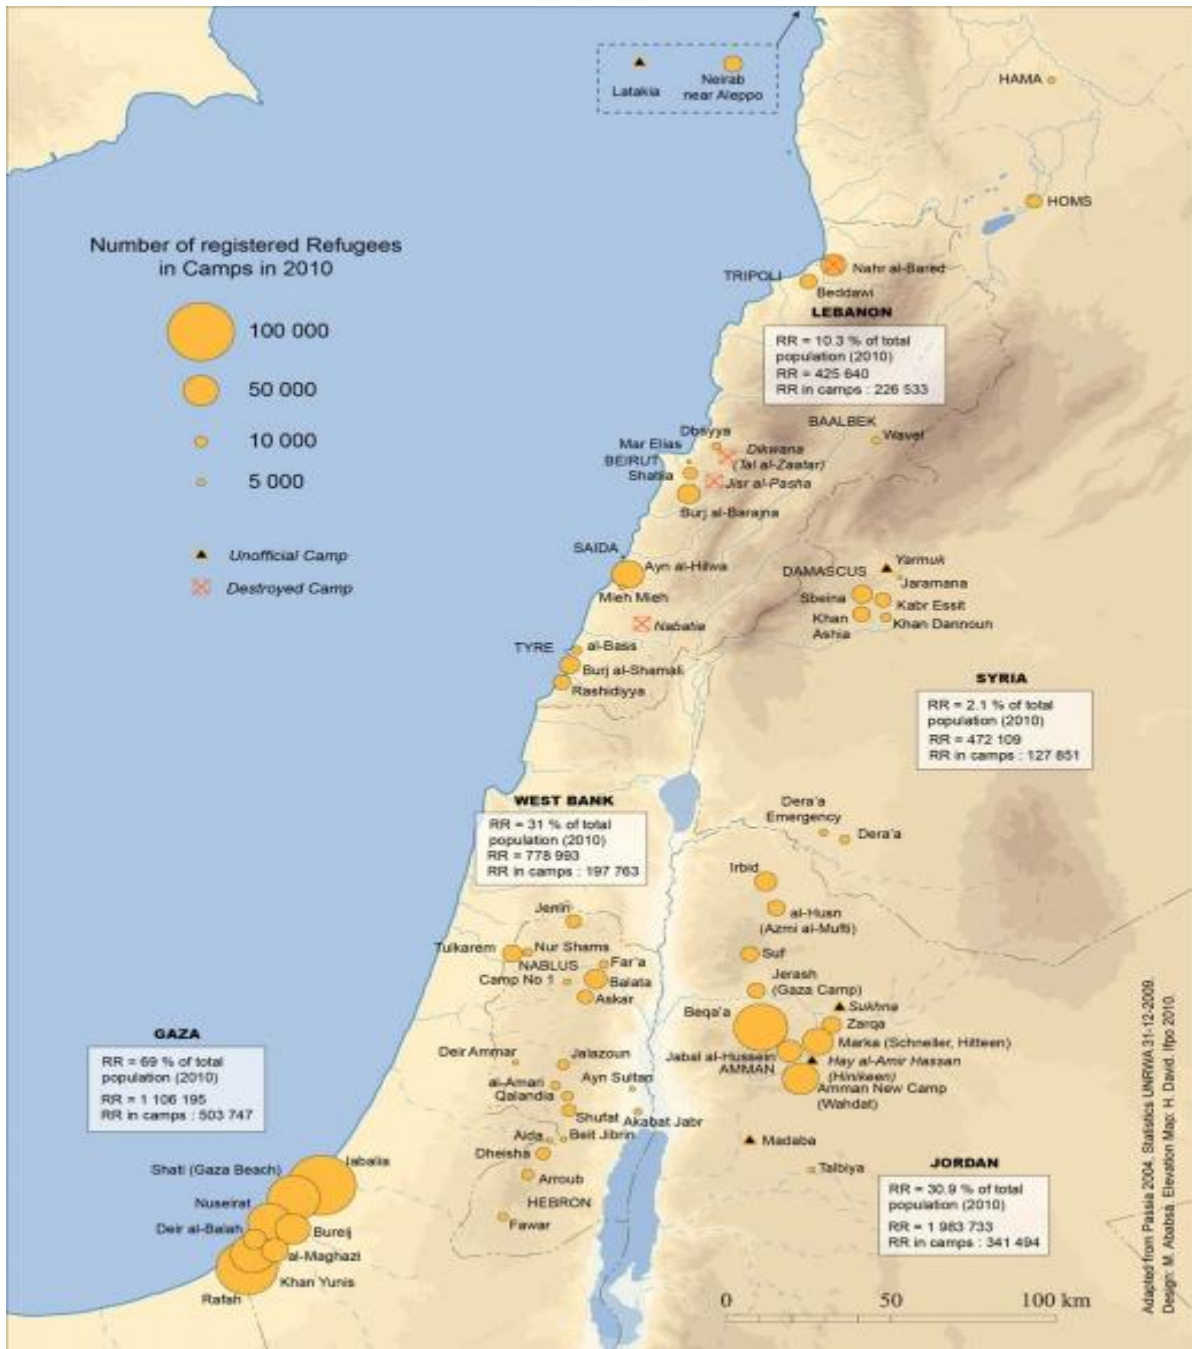 Latakia
Neirab
near Aleppo
HAMA
HOMS
Number of registered Refugees
in Camps in 2010
100 000
50 000
10 000
5 000
Unofficial Camp
Destroyed Camp
TRIPOLI
Nahr al-Bared
Beddawi
LEBANON
RR = 10.3 % of total
population (2010)
RR = 425 640
RR in camps : 226 533
BAALBEK
Wavel
Dbayya
Mar Elias
BEIRUT
Shatila
Dikwana
(Tal al-Zaatar)
Jisr al-Pasha
Burj al-Barajna
SAIDA
Ayn al-Hilwa
Mieh Mieh
Nabatia
TYRE
al-Bass
Burj al-Shamali
Rashidiyya
Yarmuk
DAMASCUS
Jaramana
Sbeina
Kabr Essit
Khan
Ashia
Khan Dannoun
SYRIA
RR = 2.1 % of total
population (2010)
RR = 472 109
RR in camps : 127 851
WEST BANK
RR = 31 % of total
population (2010)
RR = 778 993
RR in camps : 197 763
Dera'a
Emergency
Dera'a
Irbid
al-Husn
(Azmi al-Mufti)
Suf
Jerash
(Gaza Camp)
Sukhna
Beqa'a
Zarqa
Marka (Schneller, Hitteen)
Jabal al-Hussein
AMMAN
Hay al-Amir Hassan
(Hinikeen)
Amman New Camp
(Wahdat)
Madaba
Talbiya
JORDAN
RR = 30.9 % of total
population (2010)
RR = 1 983 733
RR in camps : 341 494
Jenin
Tulkarem
Nur Shams
NABLUS
Far'a
Camp No 1
Balata
Askar
Deir Ammar
Jalazoun
al-Amari
Ayn Sultan
Qalandia
Shufat
Akabat Jabr
Aida
Beit Jibrin
Dheisha
Arroub
HEBRON
Fawar
GAZA
RR = 69 % of total
population (2010)
RR = 1 106 195
RR in camps : 503 747
Jabalia
Shati (Gaza Beach)
Nuseirat
Deir al-Balah
Bureij
al-Maghazi
Khan Yunis
Rafah
0 50 100 km
Adapted from Passia 2004. Statistics UNRWA 31-12-2009.
Design: M. Ababsa. Elevation Map: H. David. Ifpo 2010.